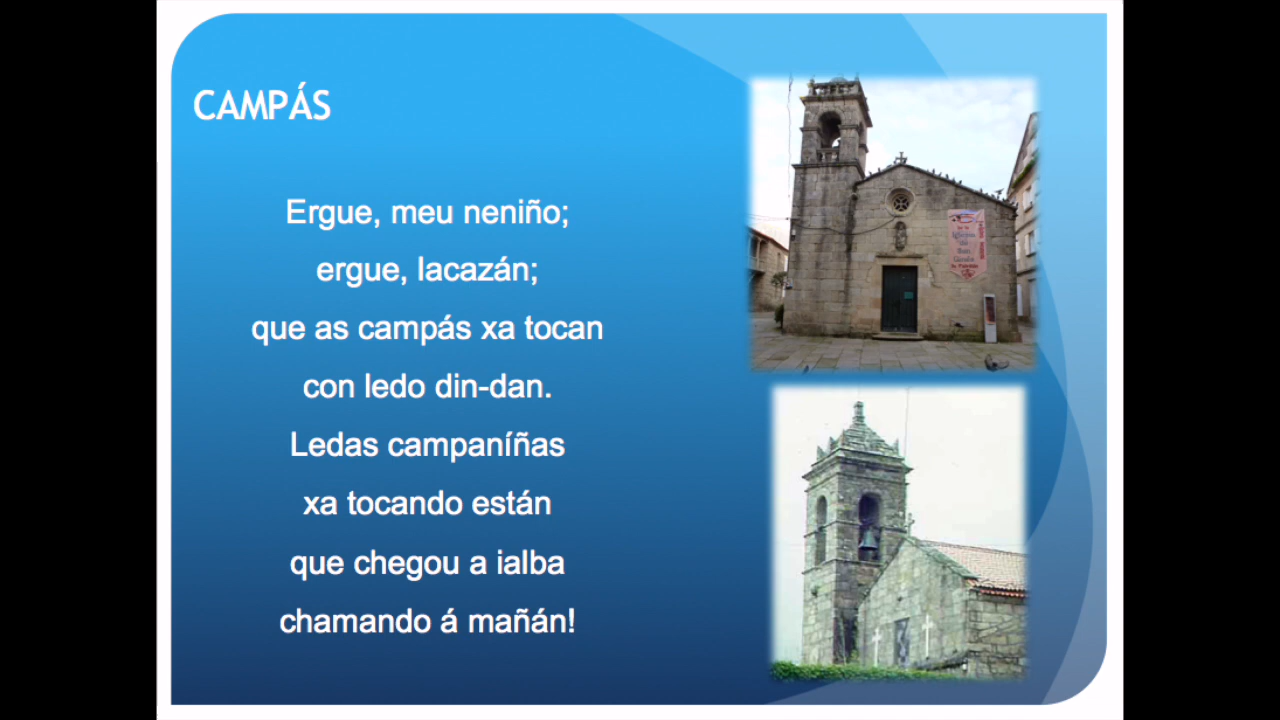 CAMPÁS
Ergue, meu neniño;
ergue, lacazán;
que as campás xa tocan
con ledo din-dan.
Ledas campaníñas
xa tocando están
que chegou a ialba
chamando á mañán!